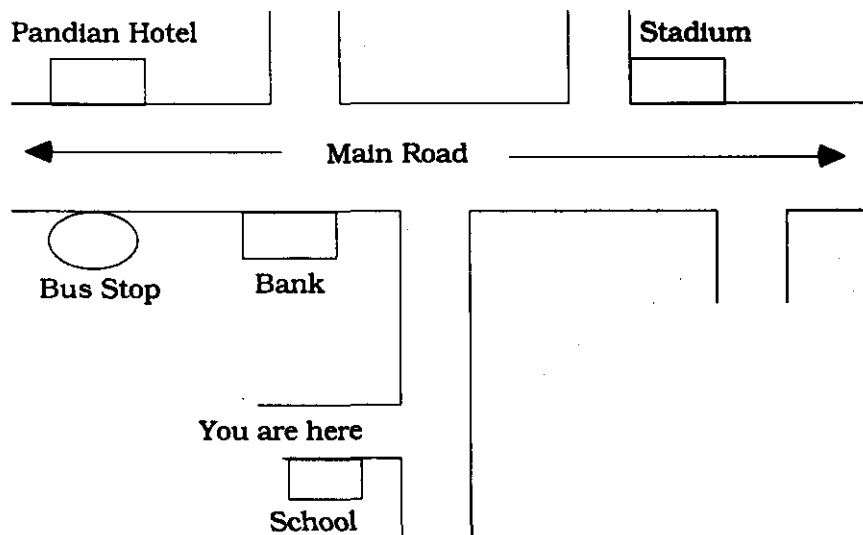 Pandian Hotel
Stadium
Main Road
Bus Stop
Bank
You are here
School